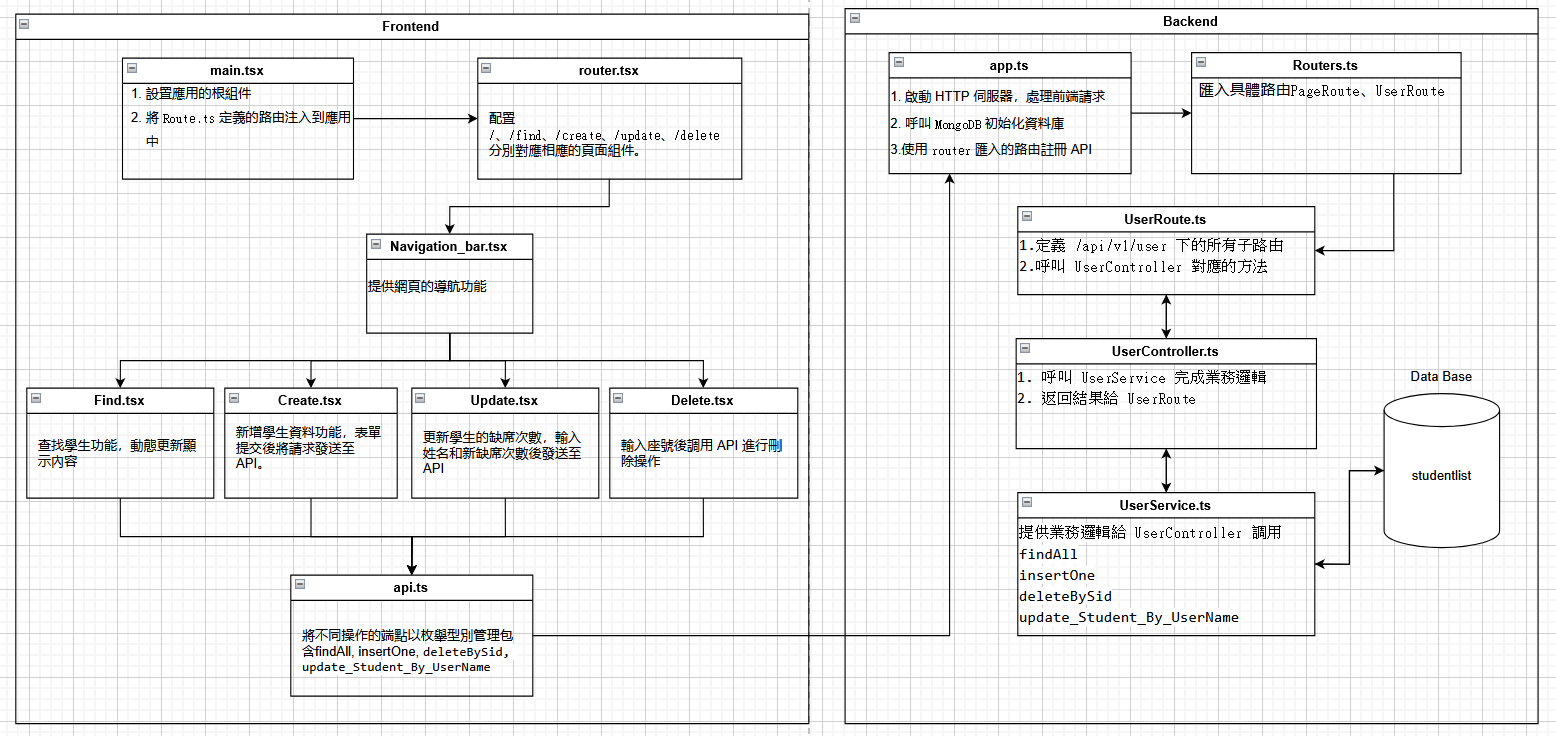 Frontend
main.tsx
1. 設置應用的根組件
2. 將 Route.ts 定義的路由注入到應用
中
router.tsx
配置
/、/find、/create、/update、/delete
分別對應相應的頁面組件。
Navigation_bar.tsx
提供網頁的導航功能
Find.tsx
查找學生功能，動態更新顯
示內容
Create.tsx
新增學生資料功能，表單
提交後將請求發送至
API。
Update.tsx
更新學生的缺席次數，輸入
姓名和新缺席次數後發送至
API
Delete.tsx
輸入座號後調用 API 進行刪
除操作
api.ts
將不同操作的端點以枚舉型別管理包
含findAll, insertOne, deleteBySid,
update_Student_By_UserName
Backend
app.ts
1. 啟動 HTTP 伺服器，處理前端請求
2. 呼叫 MongoDB 初始化資料庫
3.使用 router 匯入的路由註冊 API
Routers.ts
匯入具體路由PageRoute、UserRoute
UserRoute.ts
1.定義 /api/v1/user 下的所有子路由
2.呼叫 UserController 對應的方法
UserController.ts
1. 呼叫 UserService 完成業務邏輯
2. 返回結果給 UserRoute
UserService.ts
提供業務邏輯給 UserController 調用
findAll
insertOne
deleteBySid
update_Student_By_UserName
Data Base
studentlist